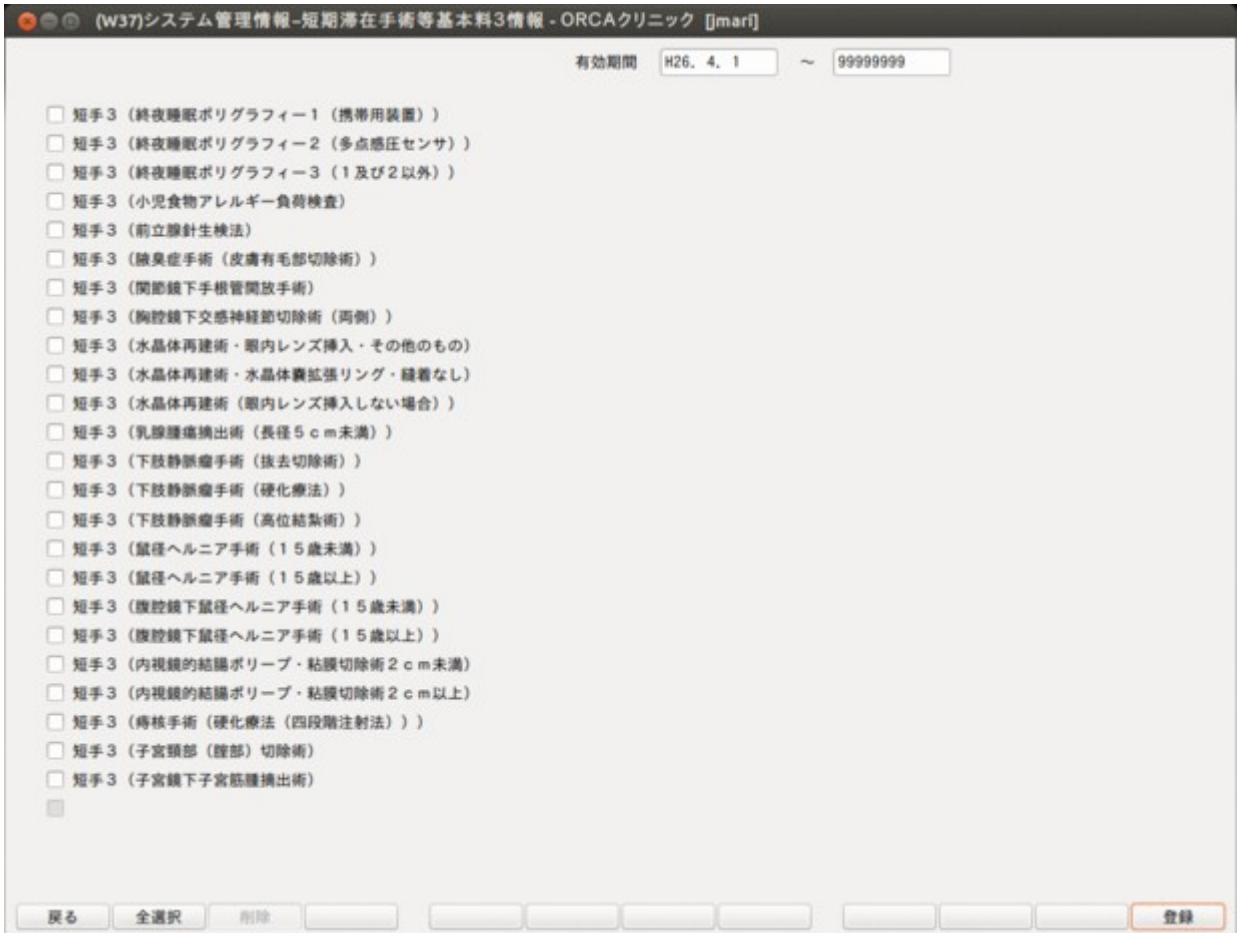 (W37)システム管理情報-短期滞在手術等基本料3情報 - ORCAクリニック [jmari]
有効期間 H26. 4. 1 ～ 99999999
短手３（終夜睡眠ポリグラフィー１（携帯用装置））
短手３（終夜睡眠ポリグラフィー２（多点感圧センサ））
短手３（終夜睡眠ポリグラフィー３（１及び２以外））
短手３（小児食物アレルギー負荷検査）
短手３（前立腺針生検法）
短手３（腋臭症手術（皮膚有毛部切除術））
短手３（関節鏡下手根管開放手術）
短手３（胸腔鏡下交感神経節切除術（両側））
短手３（水晶体再建術・眼内レンズ挿入・その他のもの）
短手３（水晶体再建術・水晶体嚢拡張リング・縫着なし）
短手３（水晶体再建術（眼内レンズ挿入しない場合））
短手３（乳腺腫瘍摘出術（長径５ｃｍ未満））
短手３（下肢静脈瘤手術（抜去切除術））
短手３（下肢静脈瘤手術（硬化療法））
短手３（下肢静脈瘤手術（高位結紮術））
短手３（鼠径ヘルニア手術（１５歳未満））
短手３（鼠径ヘルニア手術（１５歳以上））
短手３（腹腔鏡下鼠径ヘルニア手術（１５歳未満））
短手３（腹腔鏡下鼠径ヘルニア手術（１５歳以上））
短手３（内視鏡的結腸ポリープ・粘膜切除術２ｃｍ未満）
短手３（内視鏡的結腸ポリープ・粘膜切除術２ｃｍ以上）
短手３（痔核手術（硬化療法（四段階注射法）））
短手３（子宮頸部（腟部）切除術）
短手３（子宮鏡下子宮筋腫摘出術）
戻る 全選択 削除 登録